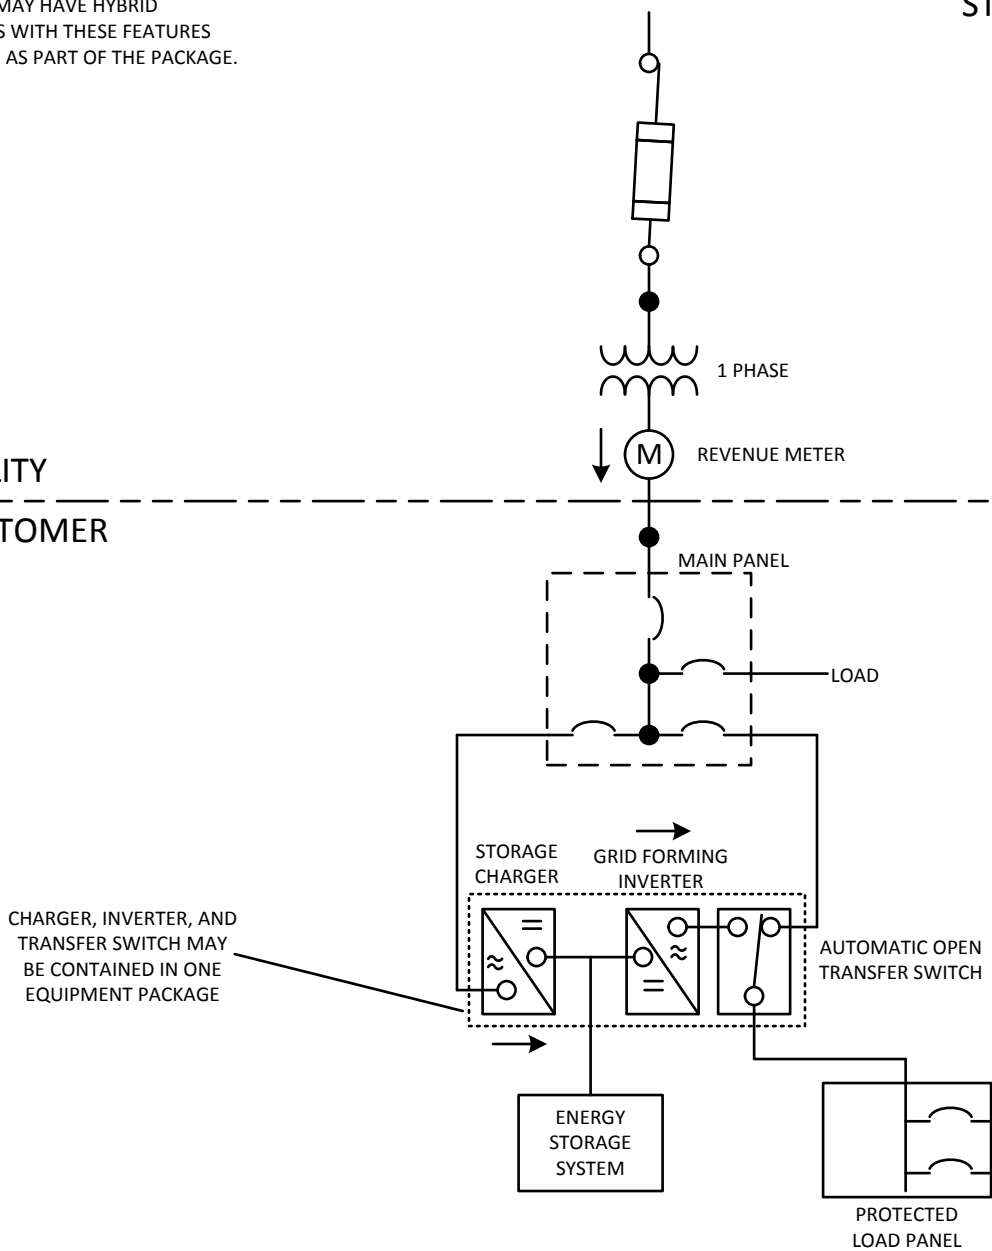 MAY HAVE HYBRID
WITH THESE FEATURES
AS PART OF THE PACKAGE.
1 PHASE
M
REVENUE METER
MAIN PANEL
LOAD
STORAGE
CHARGER
GRID FORMING
INVERTER
CHARGER, INVERTER, AND
TRANSFER SWITCH MAY
BE CONTAINED IN ONE
EQUIPMENT PACKAGE
AUTOMATIC OPEN
TRANSFER SWITCH
ENERGY
STORAGE
SYSTEM
PROTECTED
LOAD PANEL